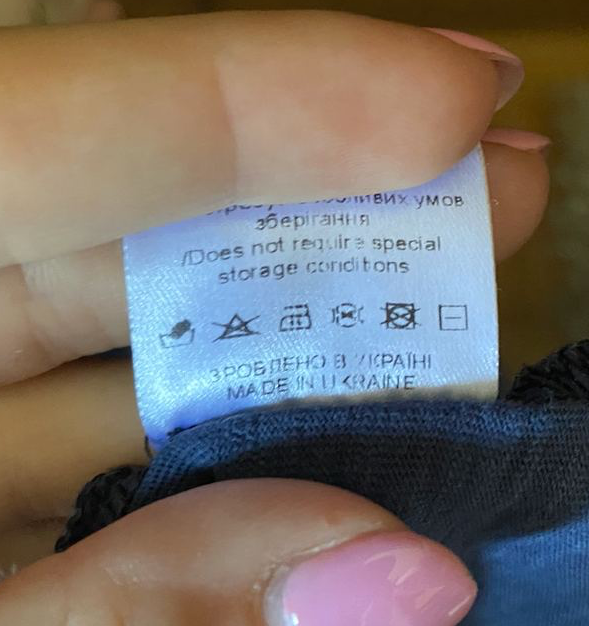 умов
зберігання
/Does not require special
storage conditons
ЗРОБЛЕНО В УКРАЇНІ
MADE IN UKRAINE